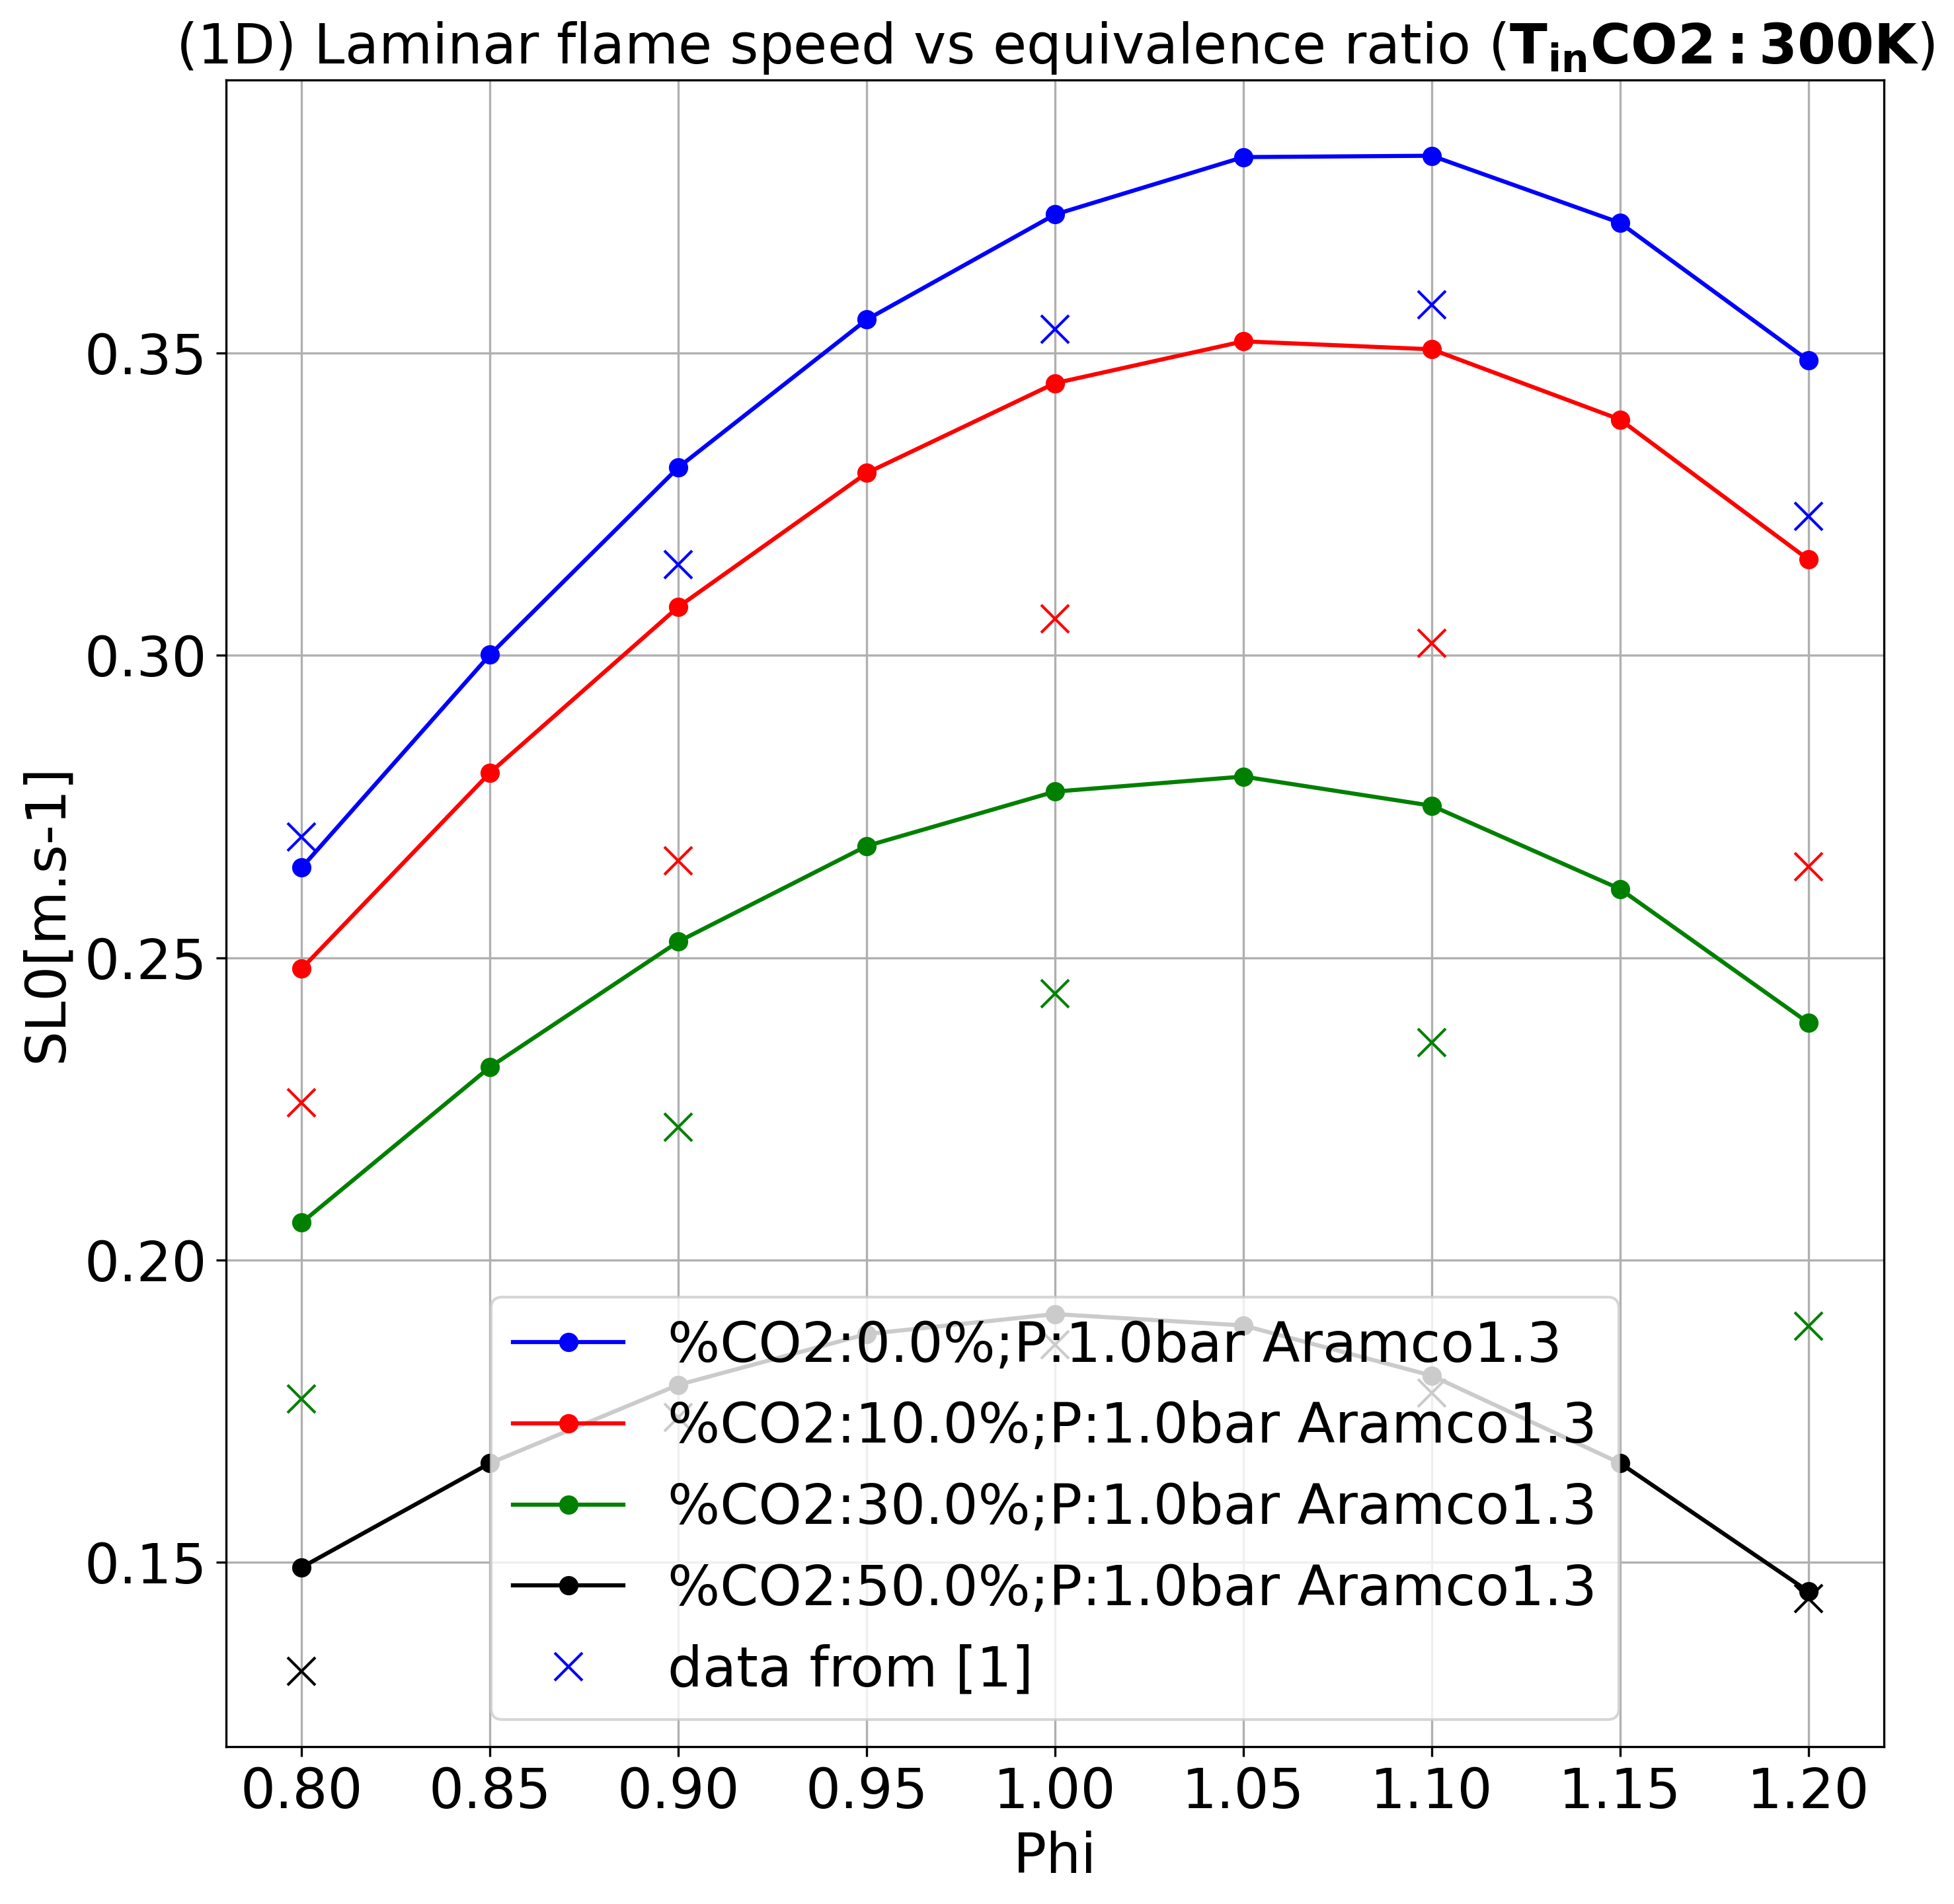 (1D) Laminar flame speed vs equivalence ratio (TinCO2 : 300K)
SL0[m.s-1]
0.35
0.30
0.25
0.20
0.15
%CO2:0.0%;P:1.0bar Aramco1.3
%CO2:10.0%;P:1.0bar Aramco1.3
%CO2:30.0%;P:1.0bar Aramco1.3
%CO2:50.0%;P:1.0bar Aramco1.3
data from [1]
0.80 0.85 0.90 0.95 1.00 1.05 1.10 1.15 1.20
Phi